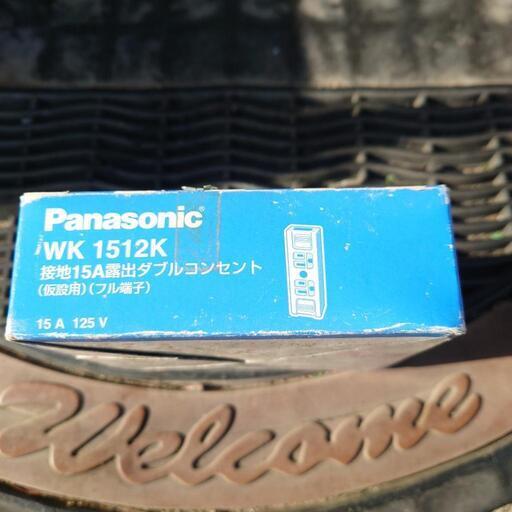 Panasonic
WK 1512K
接地15A露出ダブルコンセント
(仮設用)(フル端子)
15 A 125 V
Welcome